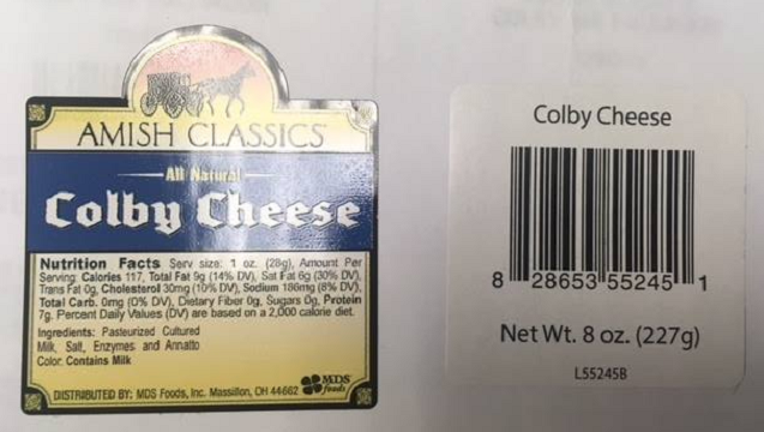 AMISH CLASSICS
All Natural
Colby Cheese
Nutrition Facts Serv size: 1 oz. (28g), Amount Per
Serving: Calories 117, Total Fat 9g (14% DV), Sat Fat 6g (30% DV),
Trans Fat 0g, Cholesterol 30mg (10% DV), Sodium 186mg (8% DV),
Total Carb. 0mg (0% DV), Dietary Fiber 0g, Sugars 0g, Protein
7g. Percent Daily Values (DV) are based on a 2,000 calorie diet.
Ingredients: Pasteurized Cultured
Milk, Salt, Enzymes and Annatto
Color. Contains Milk
DISTRIBUTED BY: MDS Foods, Inc. Massillon, OH 44662
MDS
foods
Colby Cheese
8 28653 55245 1
Net Wt. 8 oz. (227g)
L55245B